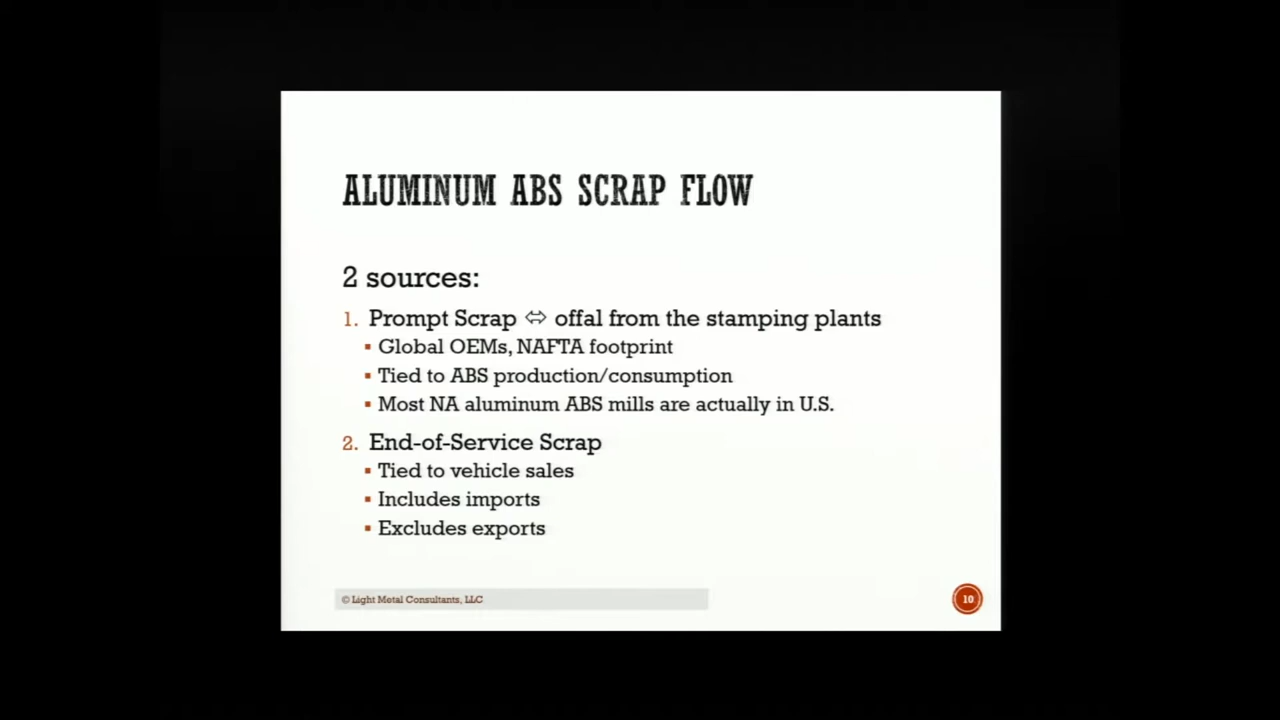 ALUMINUM ABS SCRAP FLOW
2 sources:
1. Prompt Scrap ⇔ offal from the stamping plants
▪ Global OEMs, NAFTA footprint
▪ Tied to ABS production/consumption
▪ Most NA aluminum ABS mills are actually in U.S.
2. End-of-Service Scrap
▪ Tied to vehicle sales
▪ Includes imports
▪ Excludes exports
© Light Metal Consultants, LLC
10